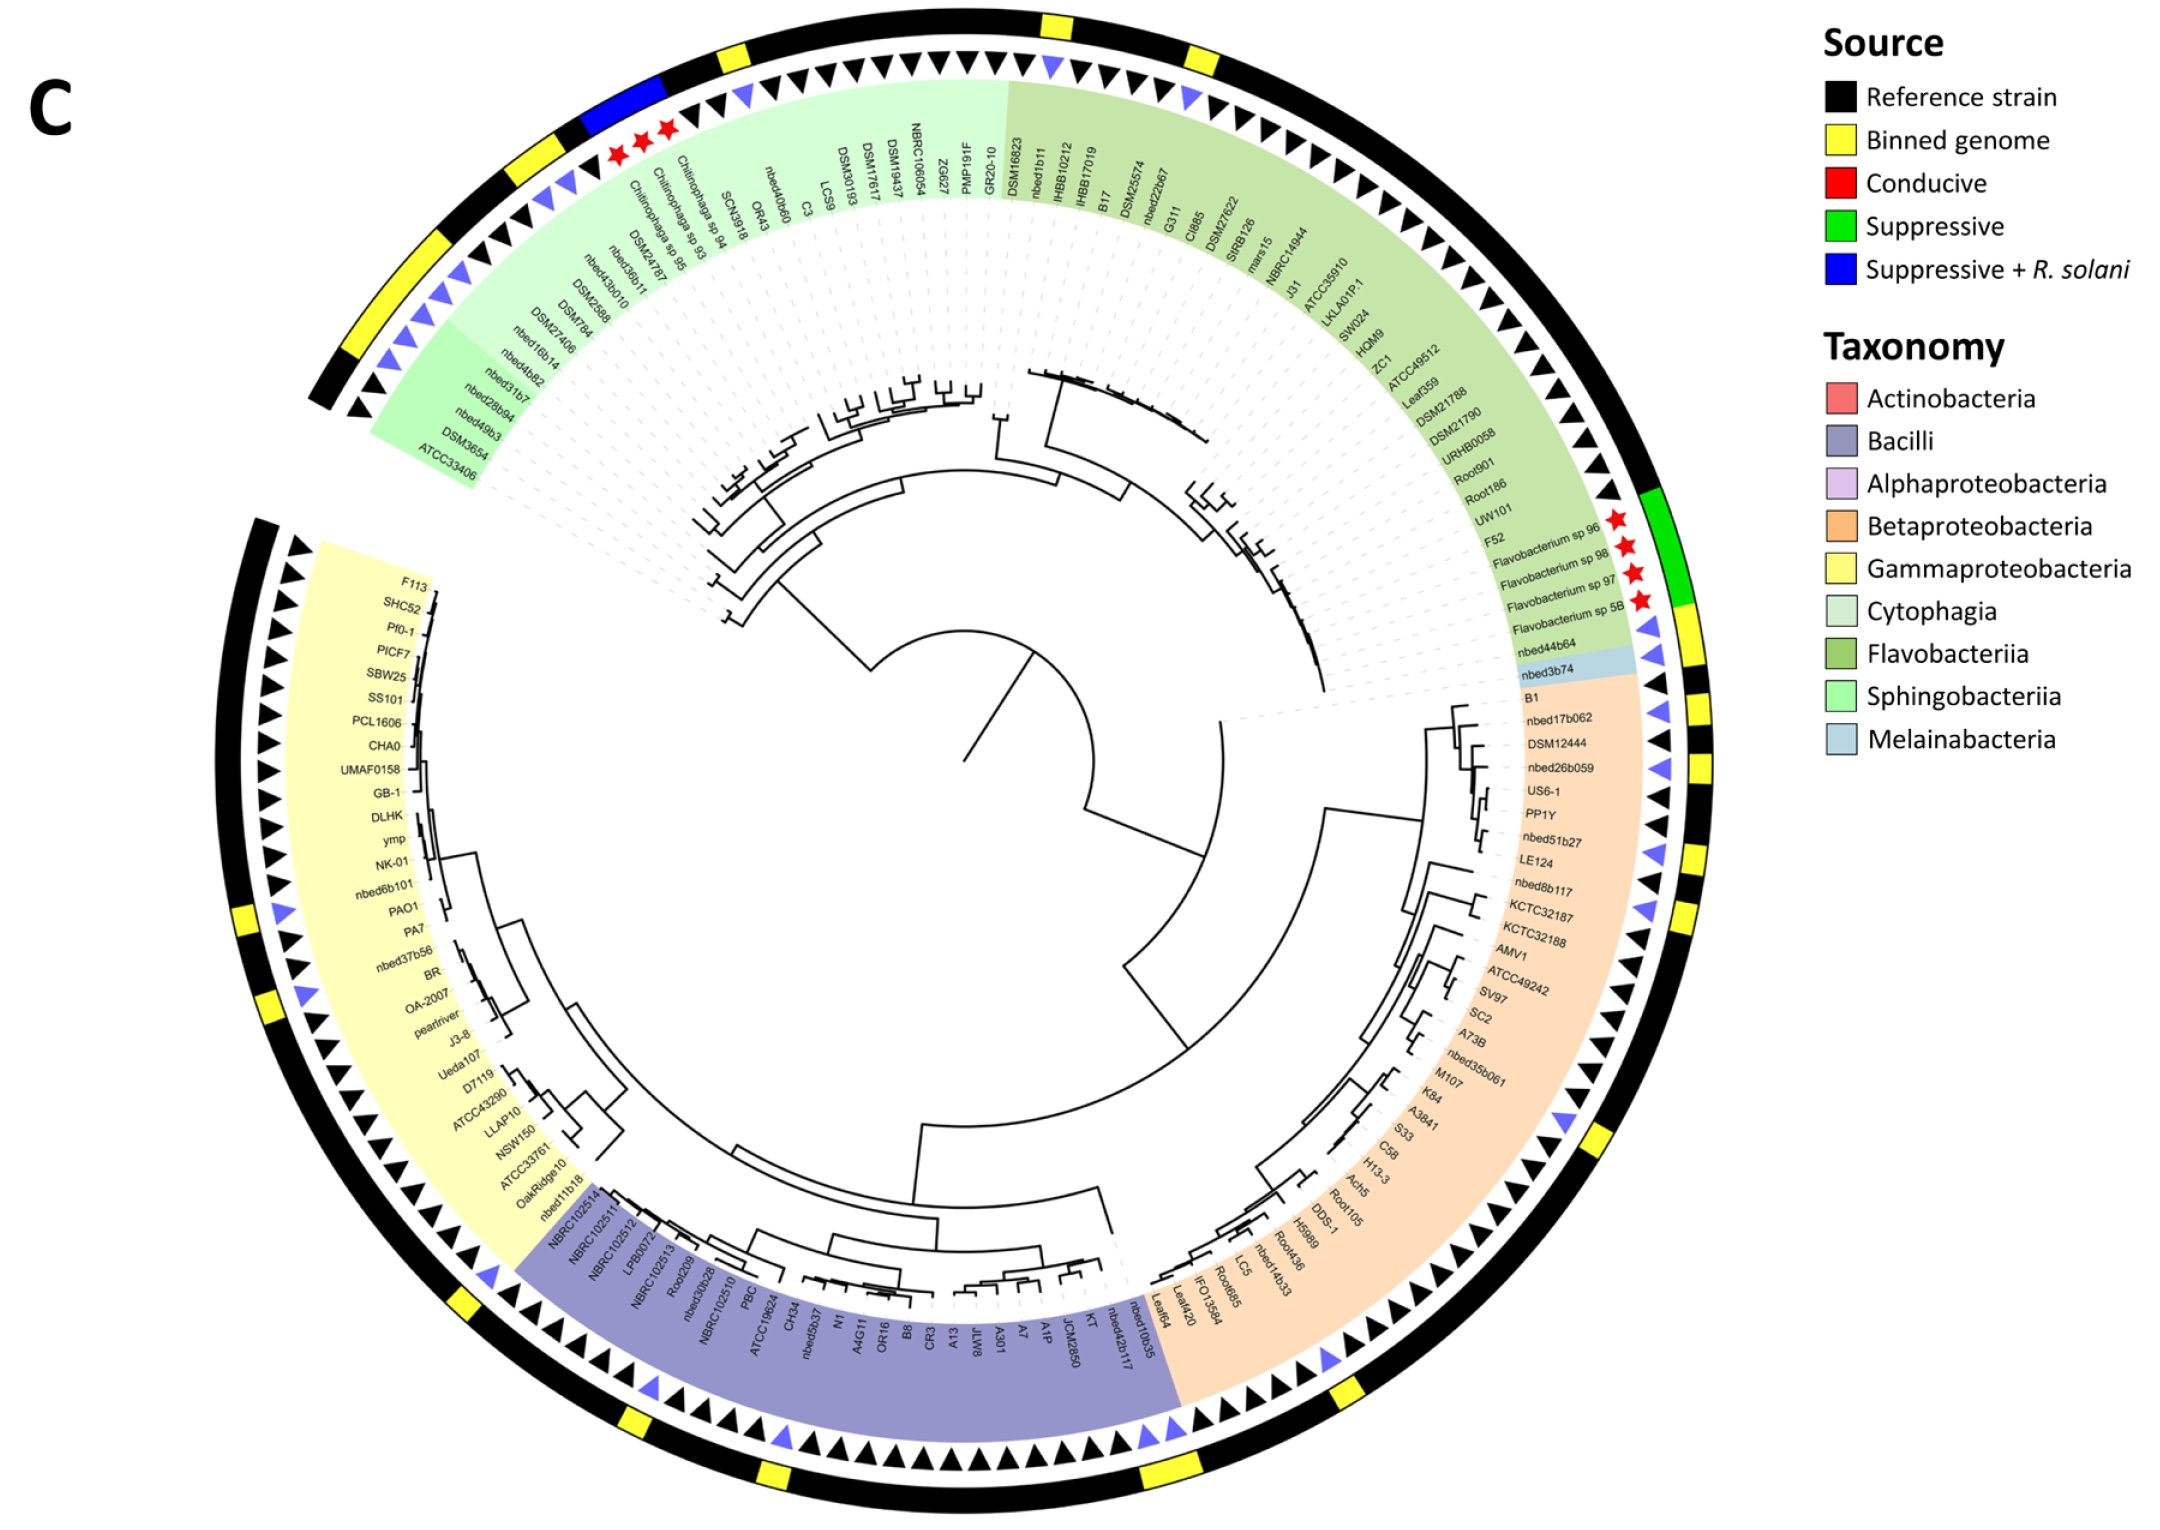 C
Source
Reference strain
Binned genome
Conducive
Suppressive
Suppressive + R. solani
Taxonomy
Actinobacteria
Bacilli
Alphaproteobacteria
Betaproteobacteria
Gammaproteobacteria
Cytophagia
Flavobacteriia
Sphingobacteriia
Melainabacteria
ATCC33406
DSM3654
nbed49b3
nbed28b94
nbed31b7
nbed4b82
nbed16b14
DSM27406
DSM784
DSM2588
nbed43b010
nbed36b11
DSM24787
Chitinophaga sp 95
Chitinophaga sp 93
Chitinophaga sp 94
SCN3918
OR43
nbed40b60
C3
LCS9
DSM30193
DSM17617
DSM19437
NBRC106054
ZG627
PMP191F
GR20-10
DSM16823
nbed1b11
IHBB10212
IHBB17019
B17
DSM25574
nbed22b67
G311
CI885
DSM27622
StRB126
mars15
NBRC14944
J31
ATCC35910
LKLA01P.1
SW024
HQM9
ZC1
ATCC49512
Leaf359
DSM21788
DSM21790
URHB0058
Root901
Root186
UW101
F52
Flavobacterium sp 96
Flavobacterium sp 98
Flavobacterium sp 97
Flavobacterium sp 5B
nbed44b64
nbed3b74
B1
nbed17b062
DSM12444
nbed26b059
US6-1
PP1Y
nbed51b27
LE124
nbed8b117
KCTC32187
KCTC32188
AMV1
ATCC49242
SV97
SC2
A73B
nbed35b061
M107
K84
A3841
S33
C58
H13-3
Ach5
Root105
DDS-1
H5989
Root436
nbed14b33
LC5
Root685
IFO13584
Leaf420
Leaf64
nbed10b35
nbed42b117
KT
JCM2850
A1P
A7
A301
JLW8
A13
CR3
B8
OR16
A4G11
N1
nbed5b37
CH34
ATCC19624
PBC
NBRC102510
nbed30b28
Root209
NBRC102513
LPB0072
NBRC102512
NBRC102511
NBRC102514
nbed11b18
OakRidge10
ATCC33761
NSW150
LLAP10
ATCC43290
D7119
Ueda107
J3-8
pearlriver
OA-2007
BR
nbed37b56
PA7
PAO1
nbed6b101
NK-01
ymp
DLHK
GB-1
UMAF0158
CHA0
PCL1606
SS101
SBW25
PICF7
Pf0-1
SHC52
F113